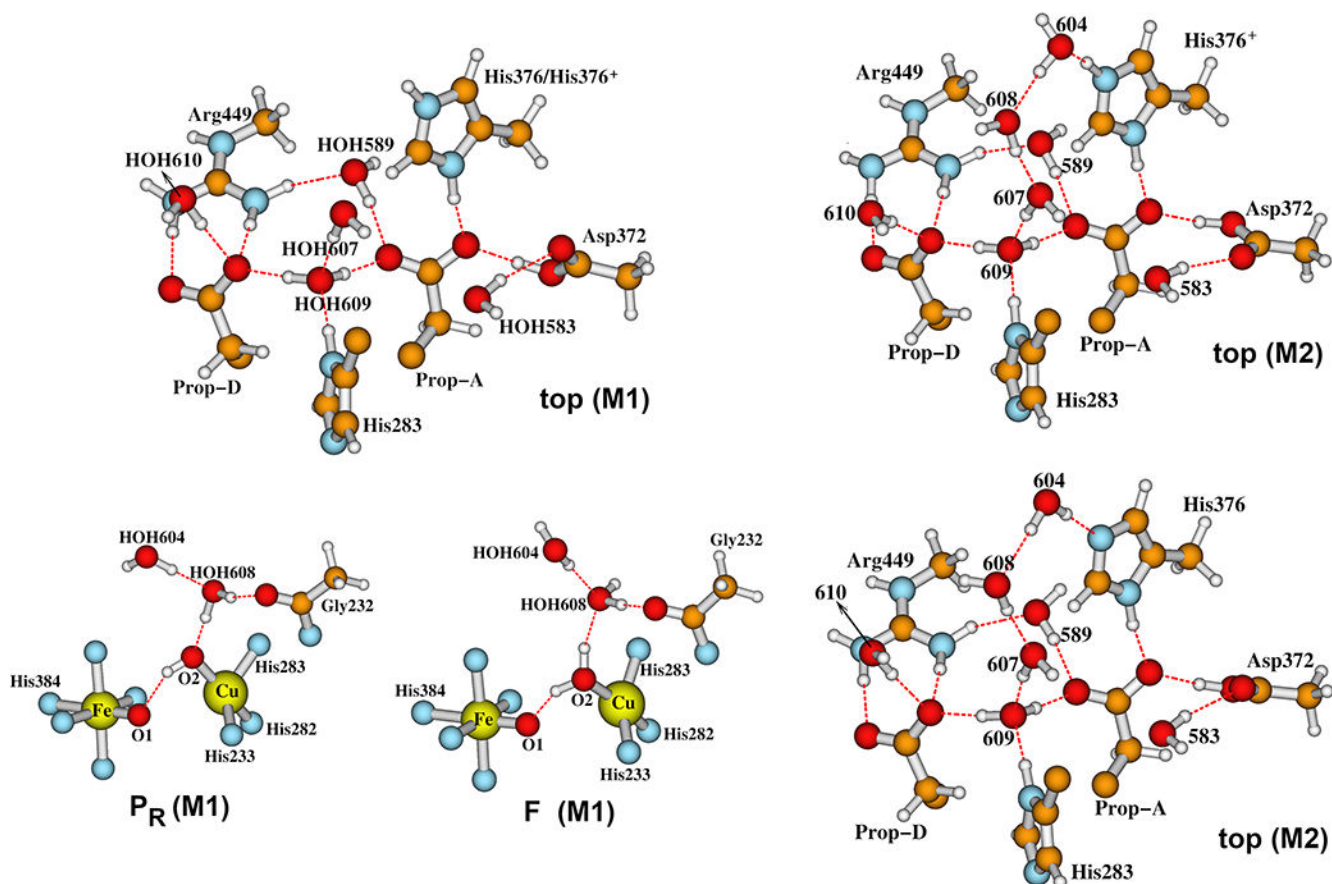 Arg449
HOH610
HOH589
His376/His376+
HOH607
HOH609
Asp372
HOH583
Prop-D
Prop-A
His283
top (M1)
604
His376+
Arg449
608
589
607
610
Asp372
609
583
Prop-D
Prop-A
His283
top (M2)
HOH604
HOH608
Gly232
His283
His384
O2
Cu
Fe
O1
His282
His233
PR (M1)
Gly232
HOH604
HOH608
His283
His384
O2
Cu
Fe
O1
His282
His233
F (M1)
604
His376
Arg449
608
610
589
607
Asp372
609
583
Prop-D
Prop-A
His283
top (M2)